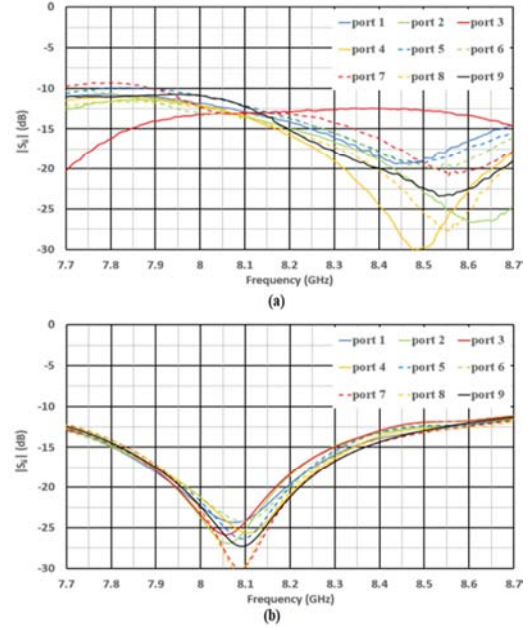 0
-5
-10
-15
-20
-25
-30
|Sii| (dB)
port 1 port 2 port 3
port 4 port 5 port 6
port 7 port 8 port 9
7.7 7.8 7.9 8 8.1 8.2 8.3 8.4 8.5 8.6 8.7
Frequency (GHz)
(a)
0
-5
-10
-15
-20
-25
-30
|Sii| (dB)
port 1 port 2 port 3
port 4 port 5 port 6
port 7 port 8 port 9
7.7 7.8 7.9 8 8.1 8.2 8.3 8.4 8.5 8.6 8.7
Frequency (GHz)
(b)